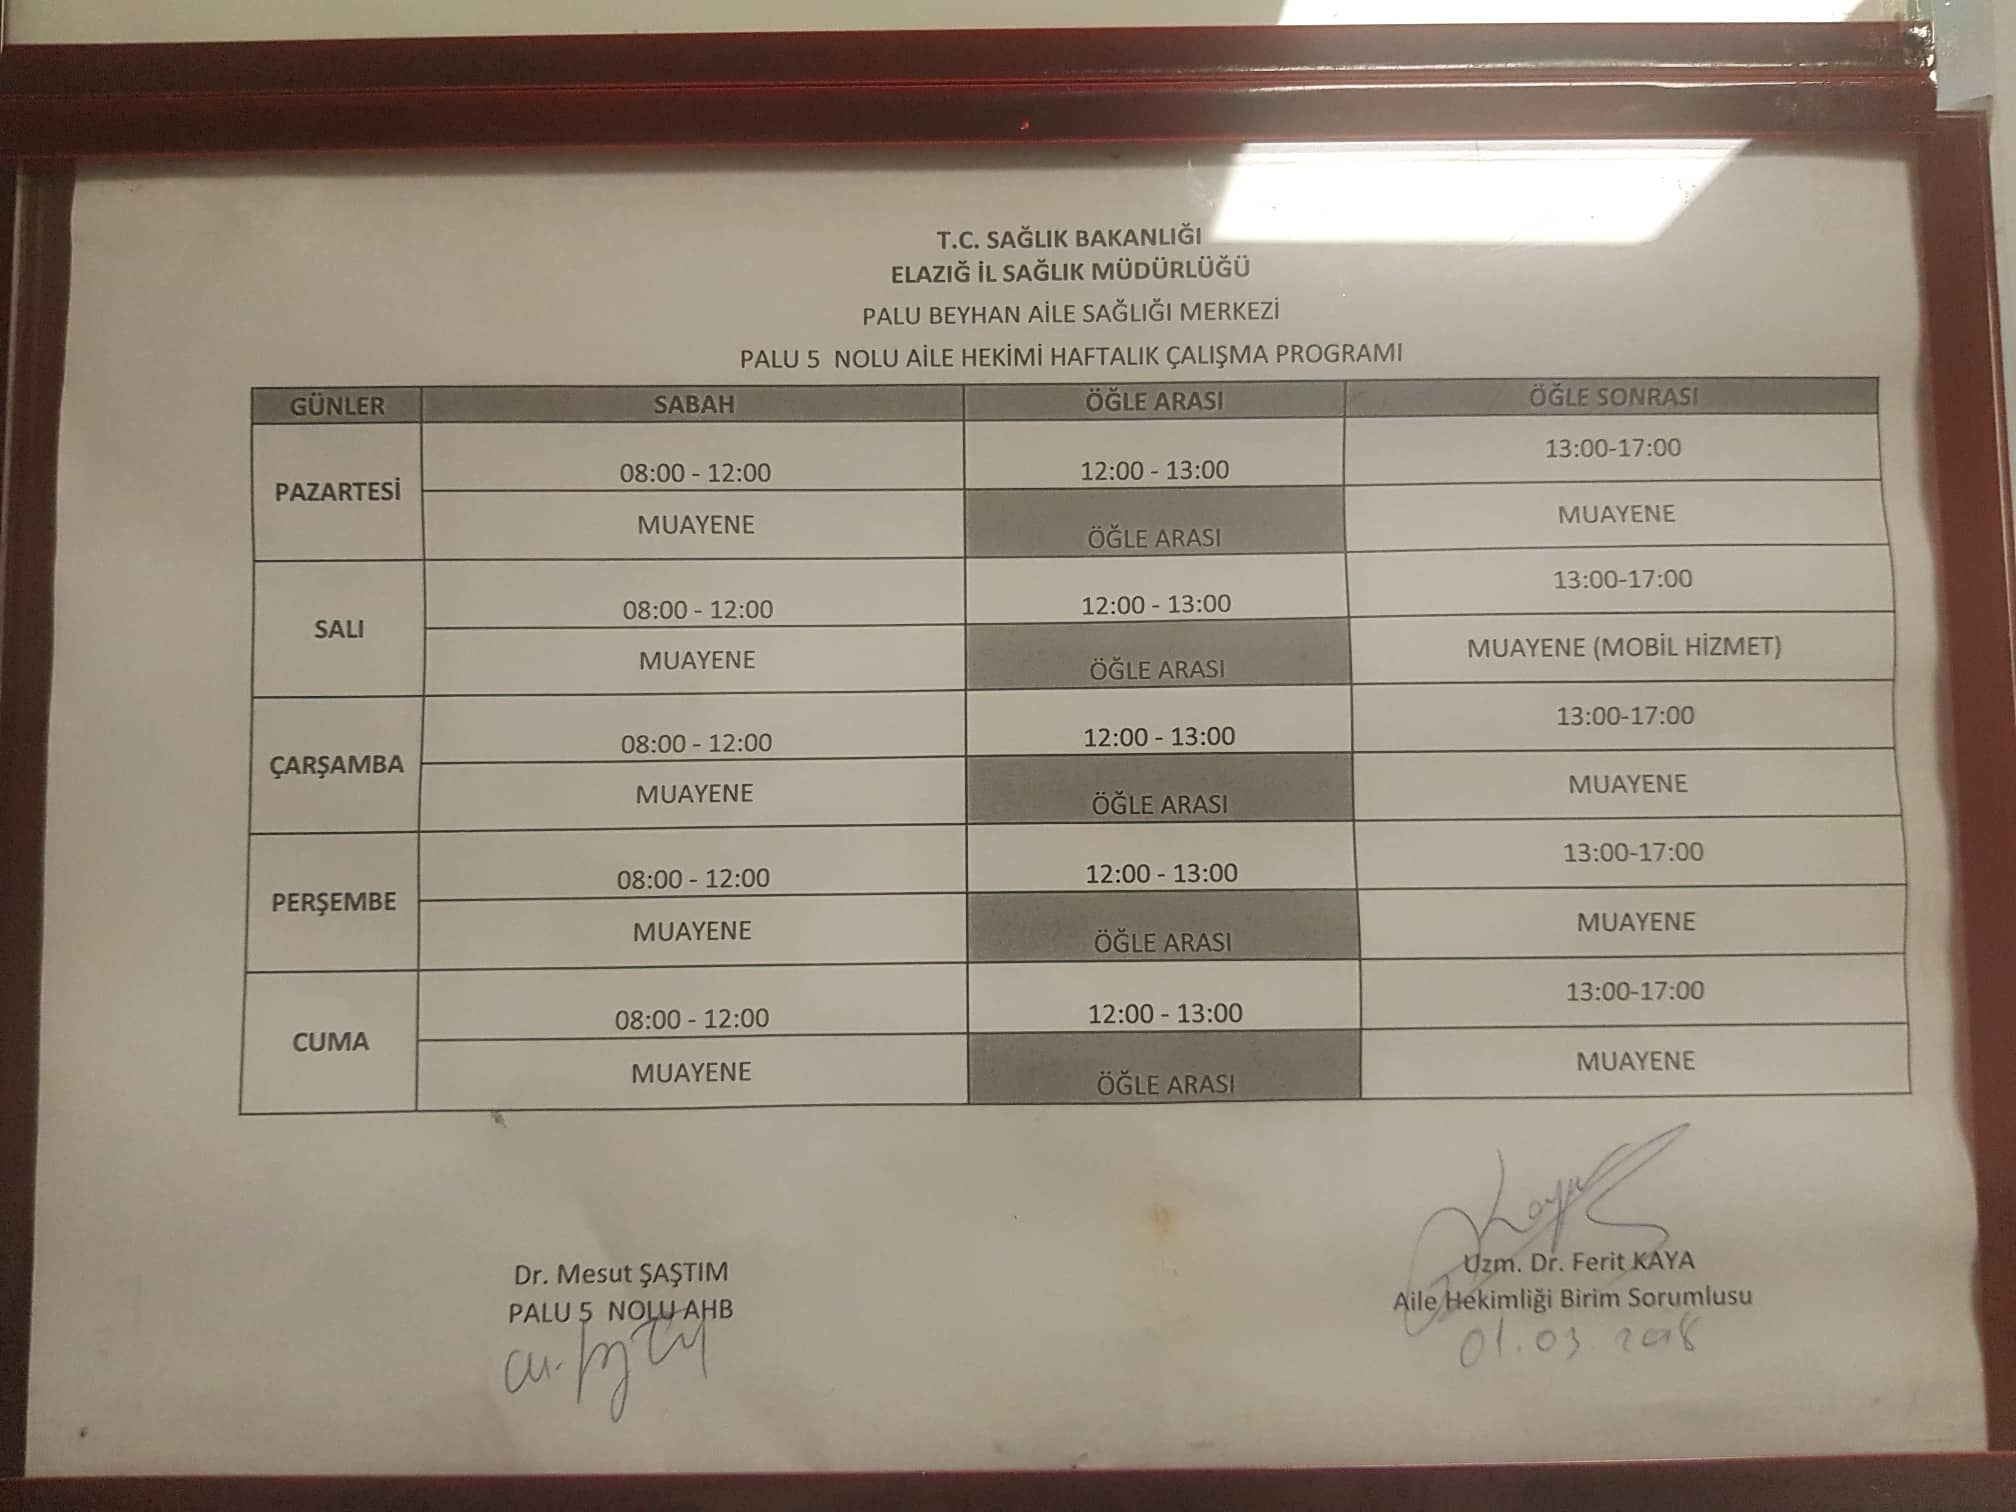 T.C. SAĞLIK BAKANLIĞI
ELAZIĞ İL SAĞLIK MÜDÜRLÜĞÜ
PALU BEYHAN AİLE SAĞLIĞI MERKEZİ
PALU 5 NOLU AİLE HEKİMİ HAFTALIK ÇALIŞMA PROGRAMI
GÜNLER SABAH ÖĞLE ARASI ÖĞLE SONRASI
PAZARTESİ 08:00 - 12:00 12:00 - 13:00 13:00-17:00
MUAYENE ÖĞLE ARASI MUAYENE
SALI 08:00 - 12:00 12:00 - 13:00 13:00-17:00
MUAYENE ÖĞLE ARASI MUAYENE (MOBİL HİZMET)
ÇARŞAMBA 08:00 - 12:00 12:00 - 13:00 13:00-17:00
MUAYENE ÖĞLE ARASI MUAYENE
PERŞEMBE 08:00 - 12:00 12:00 - 13:00 13:00-17:00
MUAYENE ÖĞLE ARASI MUAYENE
CUMA 08:00 - 12:00 12:00 - 13:00 13:00-17:00
MUAYENE ÖĞLE ARASI MUAYENE
Dr. Mesut ŞAŞTIM
PALU 5 NOLU AHB
Uzm. Dr. Ferit KAYA
Aile Hekimliği Birim Sorumlusu
01.03.2018